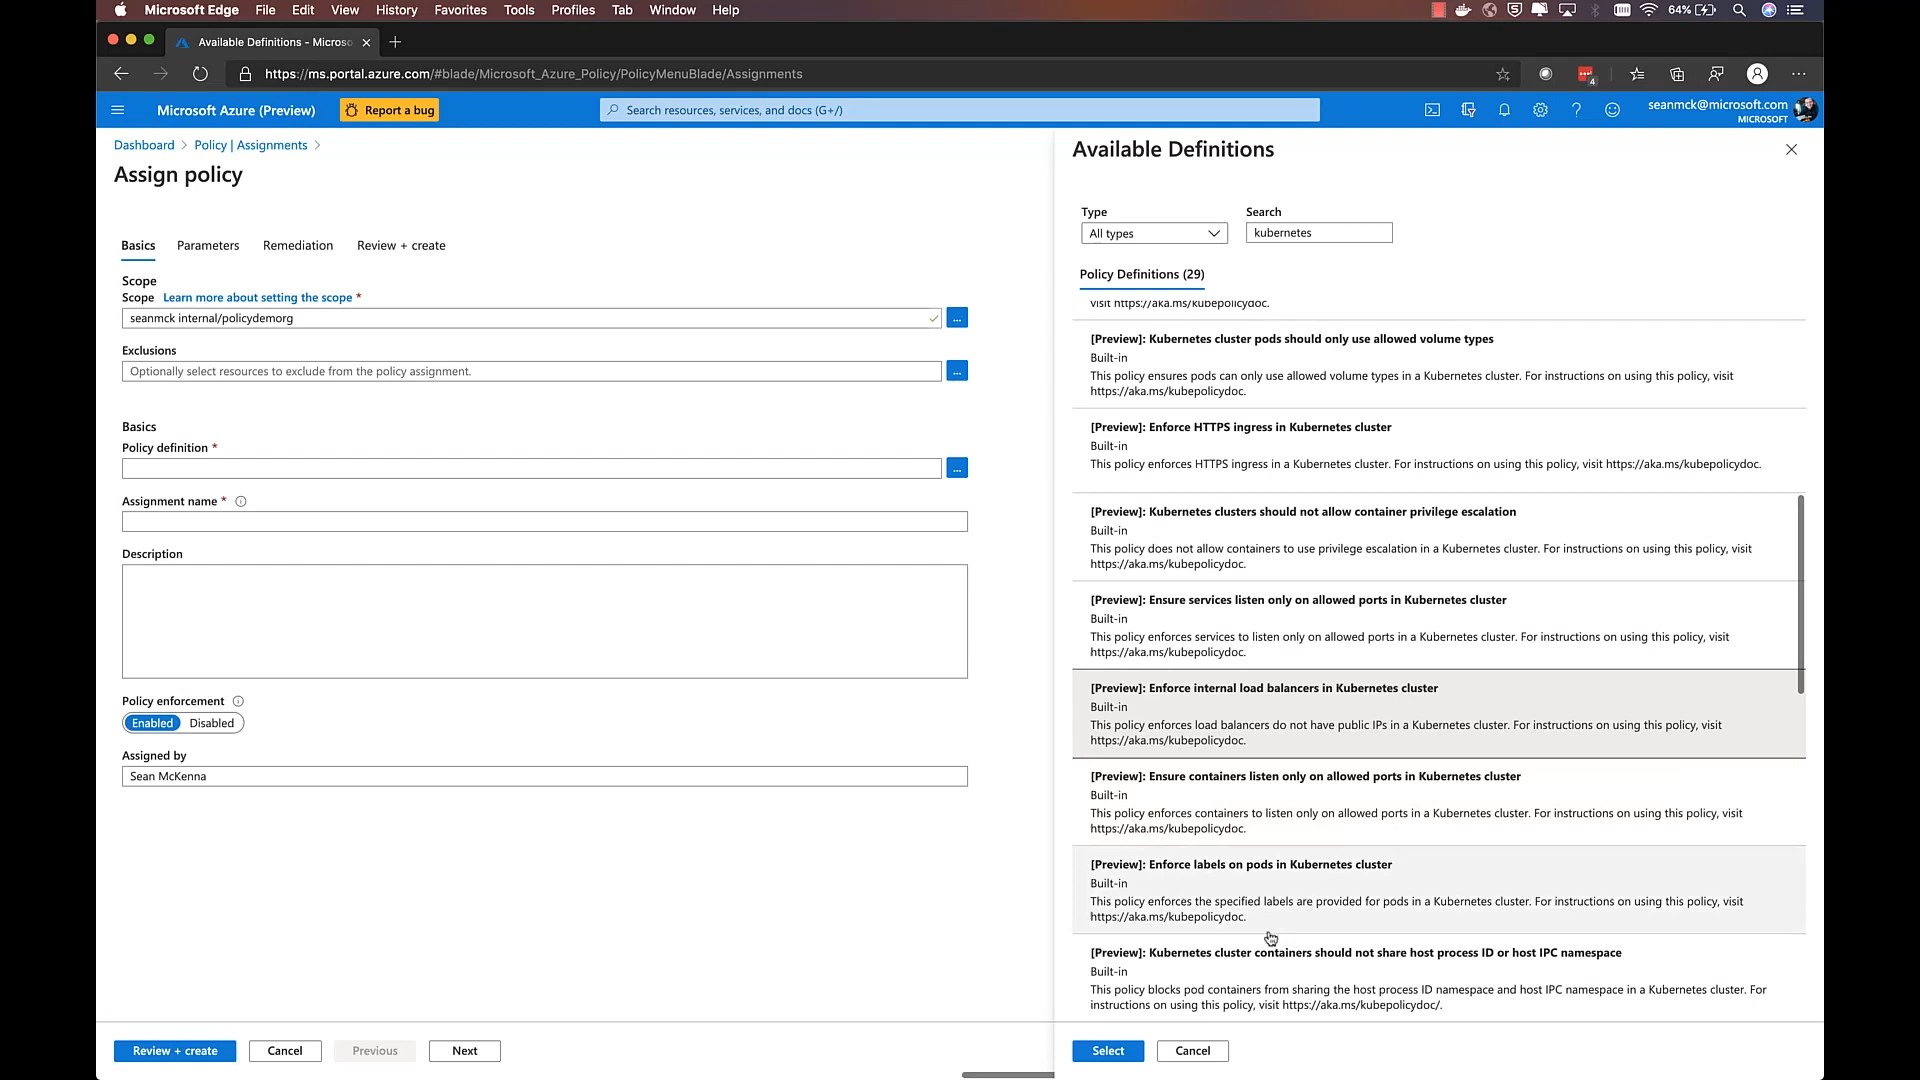 Microsoft Edge File Edit View History Favorites Tools Profiles Tab Window Help 64%
Available Definitions - Microso
https://ms.portal.azure.com/#blade/Microsoft_Azure_Policy/PolicyMenuBlade/Assignments
4
Microsoft Azure (Preview) Report a bug Search resources, services, and docs (G+/) seanmck@microsoft.com
MICROSOFT
Dashboard > Policy | Assignments >
Assign policy
Basics Parameters Remediation Review + create
Scope
Scope Learn more about setting the scope *
seanmck internal/policydemorg
...
Exclusions
Optionally select resources to exclude from the policy assignment.
...
Basics
Policy definition *
...
Assignment name *
Description
Policy enforcement
Enabled Disabled
Assigned by
Sean McKenna
Review + create Cancel Previous Next
Available Definitions
Type Search
All types kubernetes
Policy Definitions (29)
visit https://aka.ms/kubepolicydoc.
[Preview]: Kubernetes cluster pods should only use allowed volume types
Built-in
This policy ensures pods can only use allowed volume types in a Kubernetes cluster. For instructions on using this policy, visit
https://aka.ms/kubepolicydoc.
[Preview]: Enforce HTTPS ingress in Kubernetes cluster
Built-in
This policy enforces HTTPS ingress in a Kubernetes cluster. For instructions on using this policy, visit https://aka.ms/kubepolicydoc.
[Preview]: Kubernetes clusters should not allow container privilege escalation
Built-in
This policy does not allow containers to use privilege escalation in a Kubernetes cluster. For instructions on using this policy, visit
https://aka.ms/kubepolicydoc.
[Preview]: Ensure services listen only on allowed ports in Kubernetes cluster
Built-in
This policy enforces services to listen only on allowed ports in a Kubernetes cluster. For instructions on using this policy, visit
https://aka.ms/kubepolicydoc.
[Preview]: Enforce internal load balancers in Kubernetes cluster
Built-in
This policy enforces load balancers do not have public IPs in a Kubernetes cluster. For instructions on using this policy, visit
https://aka.ms/kubepolicydoc.
[Preview]: Ensure containers listen only on allowed ports in Kubernetes cluster
Built-in
This policy enforces containers to listen only on allowed ports in a Kubernetes cluster. For instructions on using this policy, visit
https://aka.ms/kubepolicydoc.
[Preview]: Enforce labels on pods in Kubernetes cluster
Built-in
This policy enforces the specified labels are provided for pods in a Kubernetes cluster. For instructions on using this policy, visit
https://aka.ms/kubepolicydoc.
[Preview]: Kubernetes cluster containers should not share host process ID or host IPC namespace
Built-in
This policy blocks pod containers from sharing the host process ID namespace and host IPC namespace in a Kubernetes cluster. For
instructions on using this policy, visit https://aka.ms/kubepolicydoc/.
Select Cancel